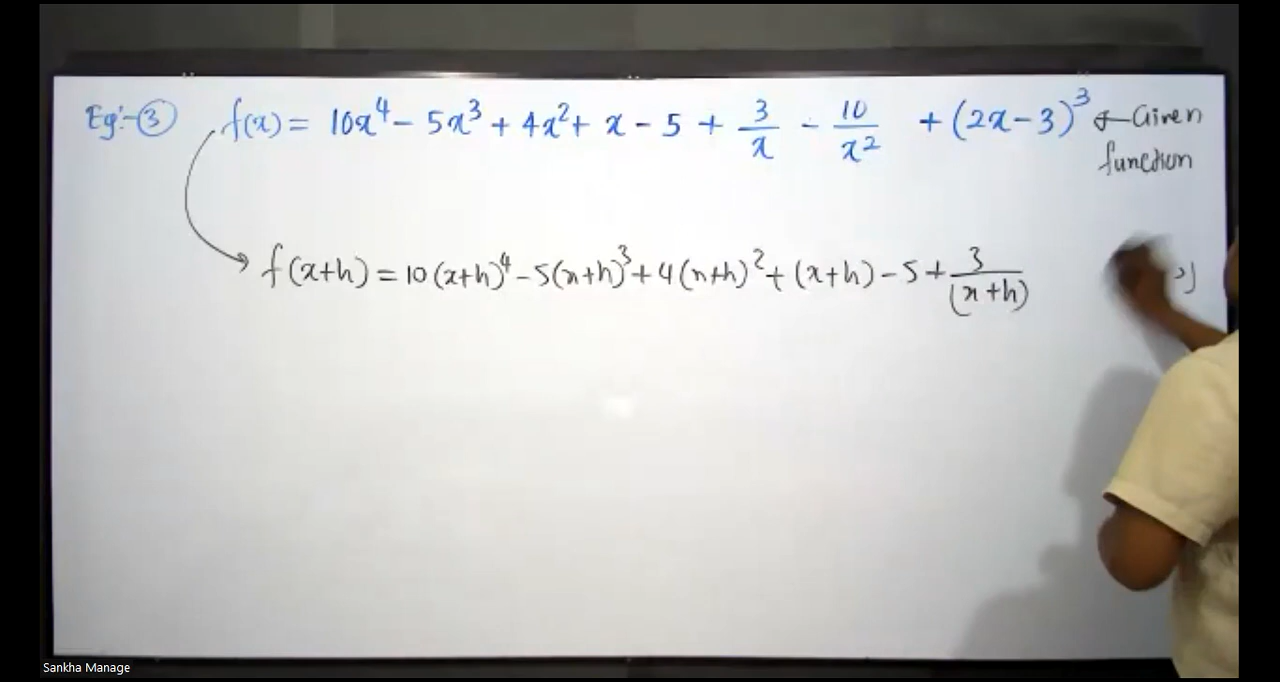 Eg:-③ f(x) = 10x⁴ - 5x³ + 4x² + x - 5 + 3/x - 10/x² + (2x-3)³ ← Given
function
f(x+h) = 10(x+h)⁴ - 5(x+h)³ + 4(x+h)² + (x+h) - 5 + 3/(x+h)
Sankha Manage